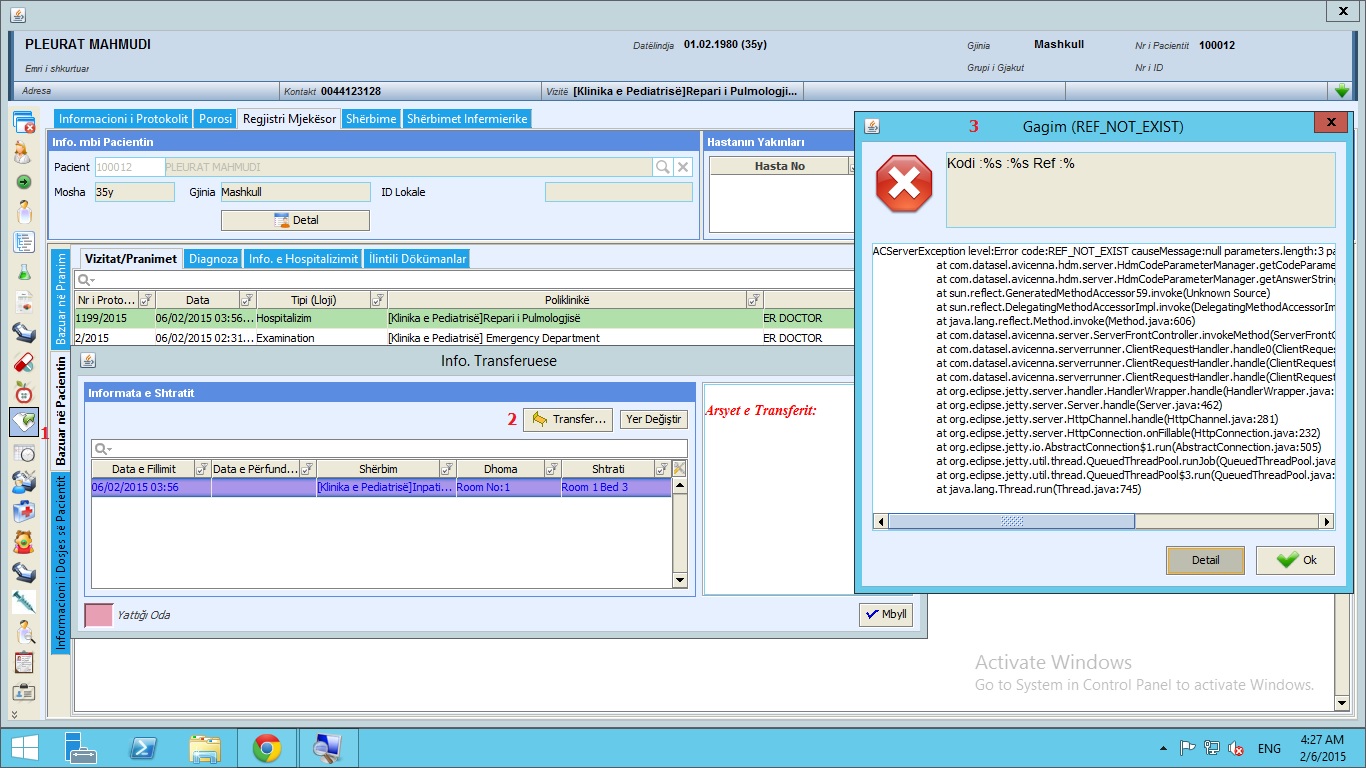 X
PLEURAT MAHMUDI
Datëlindja 01.02.1980 (35y)
Gjinia Mashkull
Nr i Pacientit 100012
Emri i shkurtuar
Grupi i Gjakut
Nr i ID
Adresa
Kontakt 0044123128
Vizitë [Klinika e Pediatrisë]Repari i Pulmologji...
Informacioni i Protokolit Porosi Regjistri Mjekësor Shërbime Shërbimet Infermierike
Info. mbi Pacientin
Pacient 100012 PLEURAT MAHMUDI
Mosha 35y Gjinia Mashkull ID Lokale
Detal
Hastanın Yakınları
Hasta No
Bazuar në Pranim
Bazuar në Pacientin
Informacioni i Dosjes së Pacientit
Vizitat/Pranimet Diagnoza Info. e Hospitalizimit İlintili Dökümanlar
Nr i Proto... Data Tipi (Lloji) Poliklinikë
1199/2015 06/02/2015 03:56... Hospitalizim [Klinika e Pediatrisë]Repari i Pulmologjisë ER DOCTOR
2/2015 06/02/2015 02:31... Examination [Klinika e Pediatrisë] Emergency Department ER DOCTOR
1
Info. Transferuese
Informata e Shtratit
2 Transfer... Yer Değiştir
Data e Fillimit Data e Përfund... Shërbim Dhoma Shtrati
06/02/2015 03:56 [Klinika e Pediatrisë]Inpati... Room No:1 Room 1 Bed 3
Arsyet e Transferit:
Yattığı Oda
Mbyll
3 Gagim (REF_NOT_EXIST) X
Kodi :%s :%s Ref :%
ACServerException level:Error code:REF_NOT_EXIST causeMessage:null parameters.length:3 pa
at com.datasel.avicenna.hdm.server.HdmCodeParameterManager.getCodeParame
at com.datasel.avicenna.hdm.server.HdmCodeParameterManager.getAnswerString
at sun.reflect.GeneratedMethodAccessor59.invoke(Unknown Source)
at sun.reflect.DelegatingMethodAccessorImpl.invoke(DelegatingMethodAccessorImp
at java.lang.reflect.Method.invoke(Method.java:606)
at com.datasel.avicenna.server.ServerFrontController.invokeMethod(ServerFrontCo
at com.datasel.avicenna.serverrunner.ClientRequestHandler.handle0(ClientReques
at com.datasel.avicenna.serverrunner.ClientRequestHandler.handle(ClientRequest
at com.datasel.avicenna.serverrunner.ClientRequestHandler.handle(ClientRequest
at org.eclipse.jetty.server.handler.HandlerWrapper.handle(HandlerWrapper.java:
at org.eclipse.jetty.server.Server.handle(Server.java:462)
at org.eclipse.jetty.server.HttpChannel.handle(HttpChannel.java:281)
at org.eclipse.jetty.server.HttpConnection.onFillable(HttpConnection.java:232)
at org.eclipse.jetty.io.AbstractConnection$1.run(AbstractConnection.java:505)
at org.eclipse.jetty.util.thread.QueuedThreadPool.runJob(QueuedThreadPool.java
at org.eclipse.jetty.util.thread.QueuedThreadPool$3.run(QueuedThreadPool.java:
at java.lang.Thread.run(Thread.java:745)
Detail Ok
Activate Windows
Go to System in Control Panel to activate Windows.
ENG
4:27 AM
2/6/2015